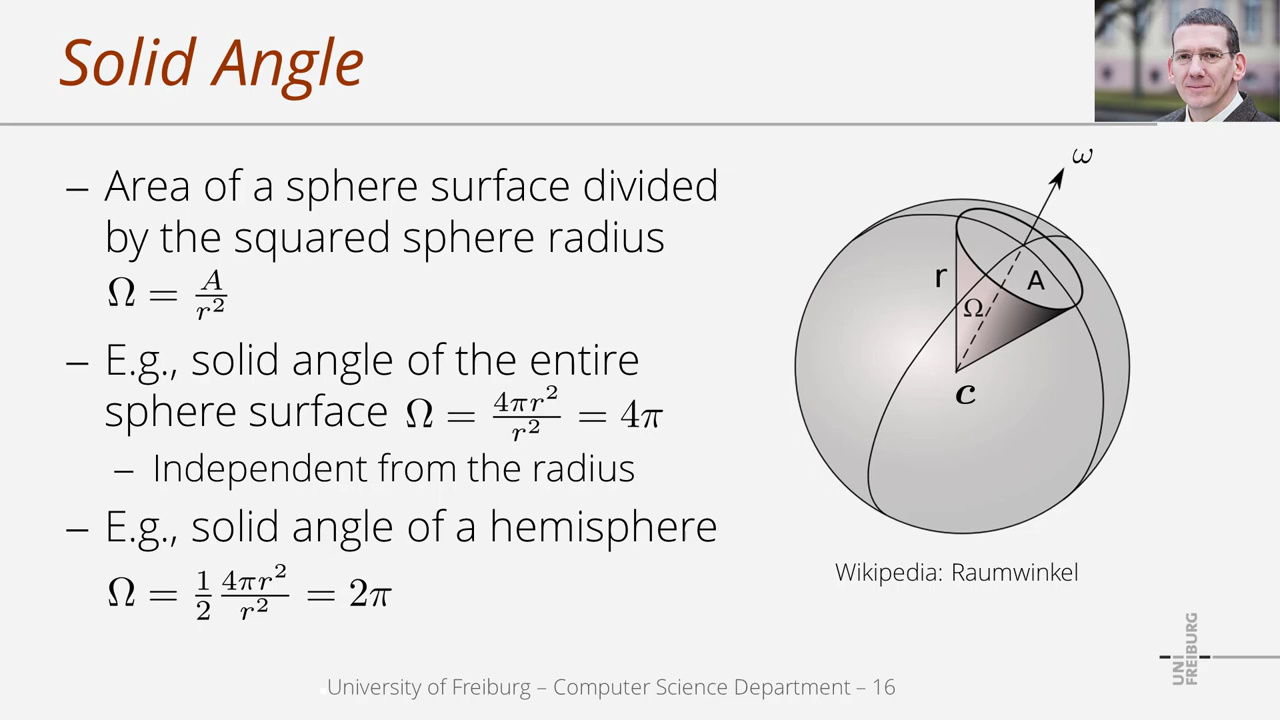 Solid Angle
– Area of a sphere surface divided
by the squared sphere radius
Ω = A/r²
– E.g., solid angle of the entire
sphere surface Ω = 4πr²/r² = 4π
– Independent from the radius
– E.g., solid angle of a hemisphere
Ω = 1/2 4πr²/r² = 2π
ω
r
A
Ω
c
Wikipedia: Raumwinkel
University of Freiburg – Computer Science Department – 16
UNI
FREIBURG